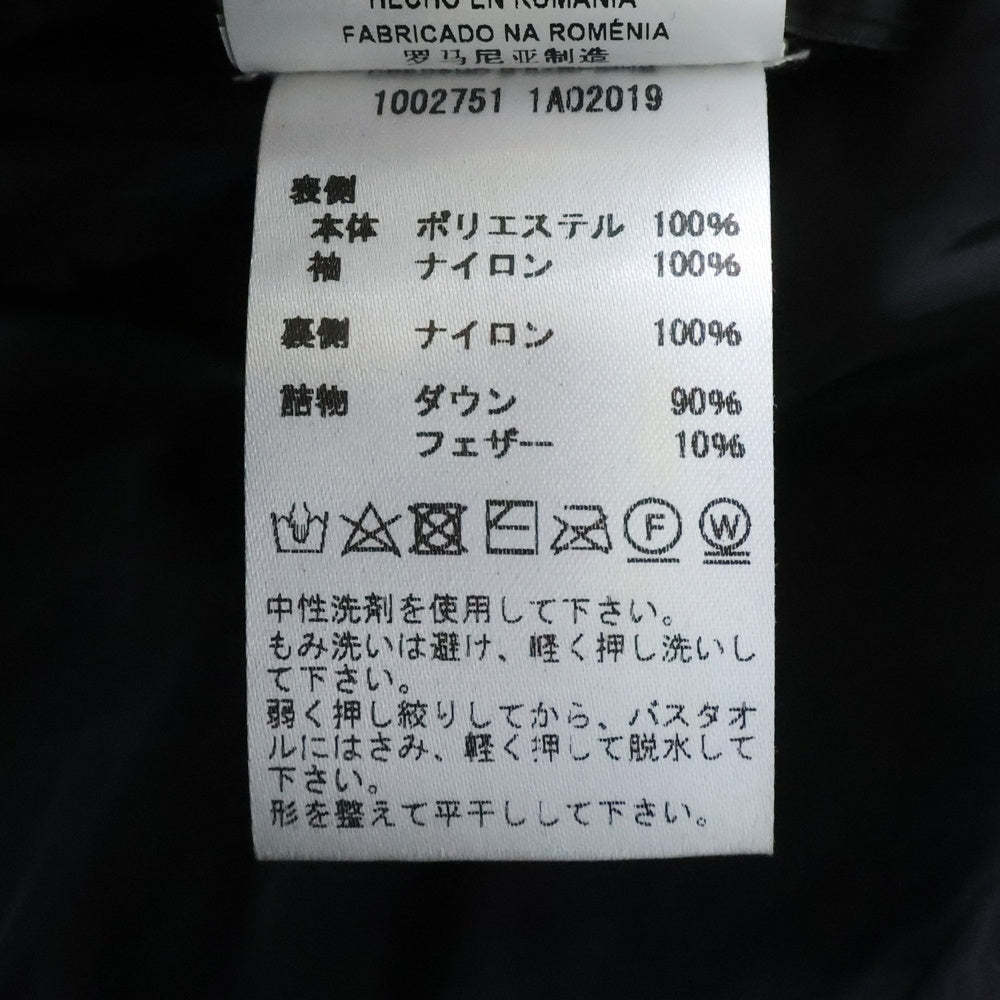 HECHO EN ROMANIA
FABRICADO NA ROMÉNIA
罗马尼亚制造
1002751 1A02019
表側
本体 ポリエステル 100%
袖 ナイロン 100%
裏側 ナイロン 100%
詰物 ダウン 90%
フェザー 10%
F W
中性洗剤を使用して下さい。
もみ洗いは避け、軽く押し洗いし
て下さい。
弱く押し絞りしてから、バスタオ
ルにはさみ、軽く押して脱水して
下さい。
形を整えて平干しして下さい。